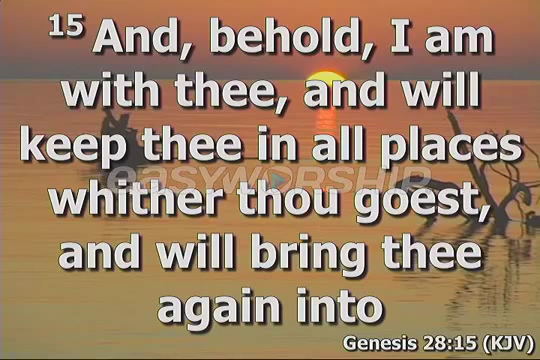 15 And, behold, I am
with thee, and will
keep thee in all places
easyworship
whither thou goest,
and will bring thee
again into
Genesis 28:15 (KJV)